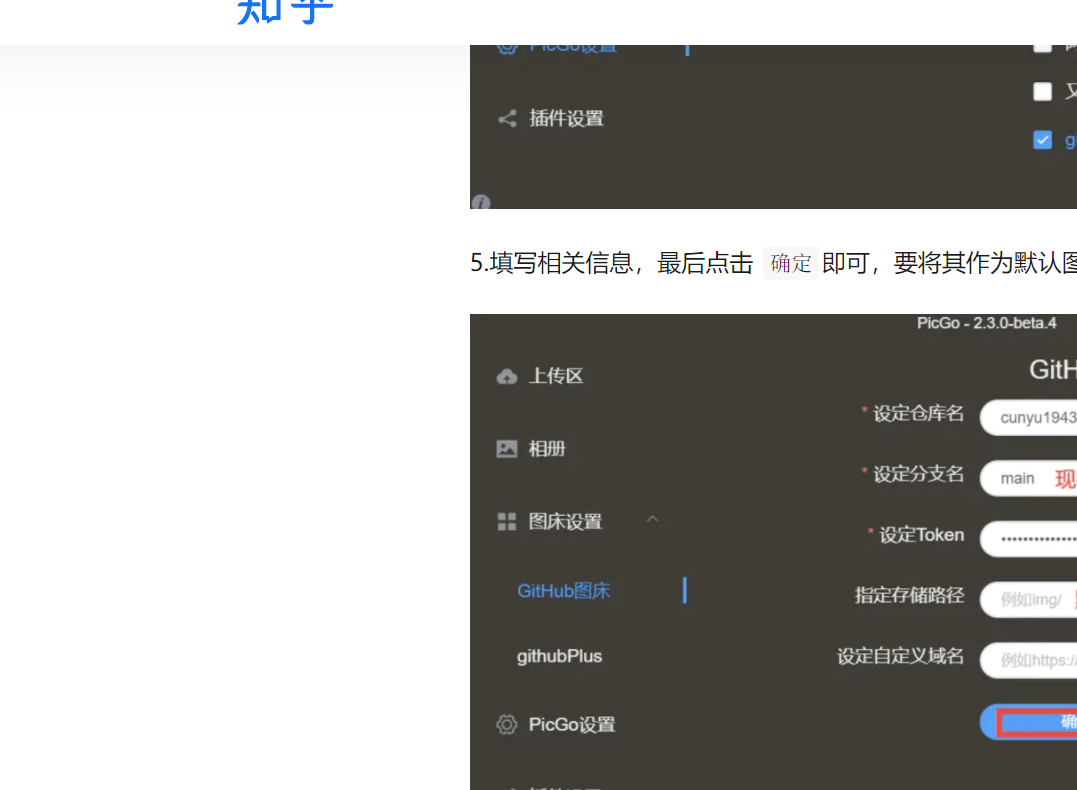 知乎
PicGo设置
插件设置
5.填写相关信息，最后点击 确定 即可，要将其作为默认图
PicGo - 2.3.0-beta.4
GitH
上传区
* 设定仓库名 cunyu1943
相册
* 设定分支名 main 现
图床设置
* 设定Token
GitHub图床
指定存储路径 例如img/
githubPlus
设定自定义域名 例如https://
PicGo设置
确